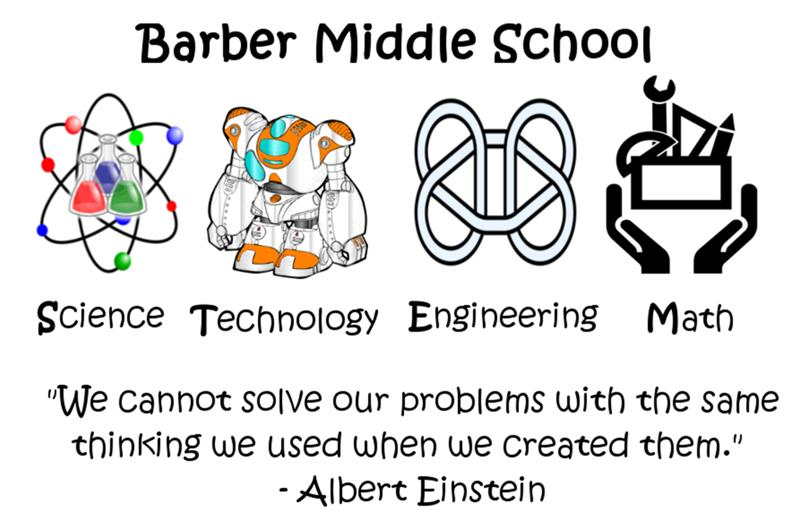 Barber Middle School
Science Technology Engineering Math
"We cannot solve our problems with the same
thinking we used when we created them."
- Albert Einstein